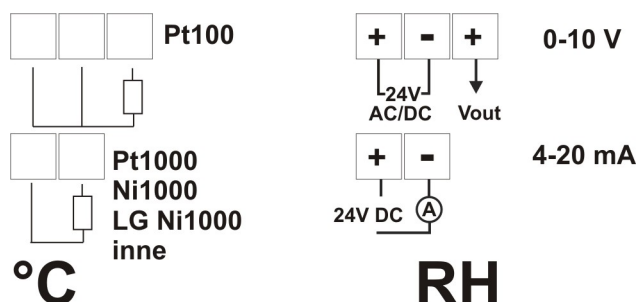 Pt100
+ - +
0-10 V
24V
AC/DC
Vout
Pt1000
Ni1000
LG Ni1000
inne
+ -
4-20 mA
24V DC
A
°C
RH